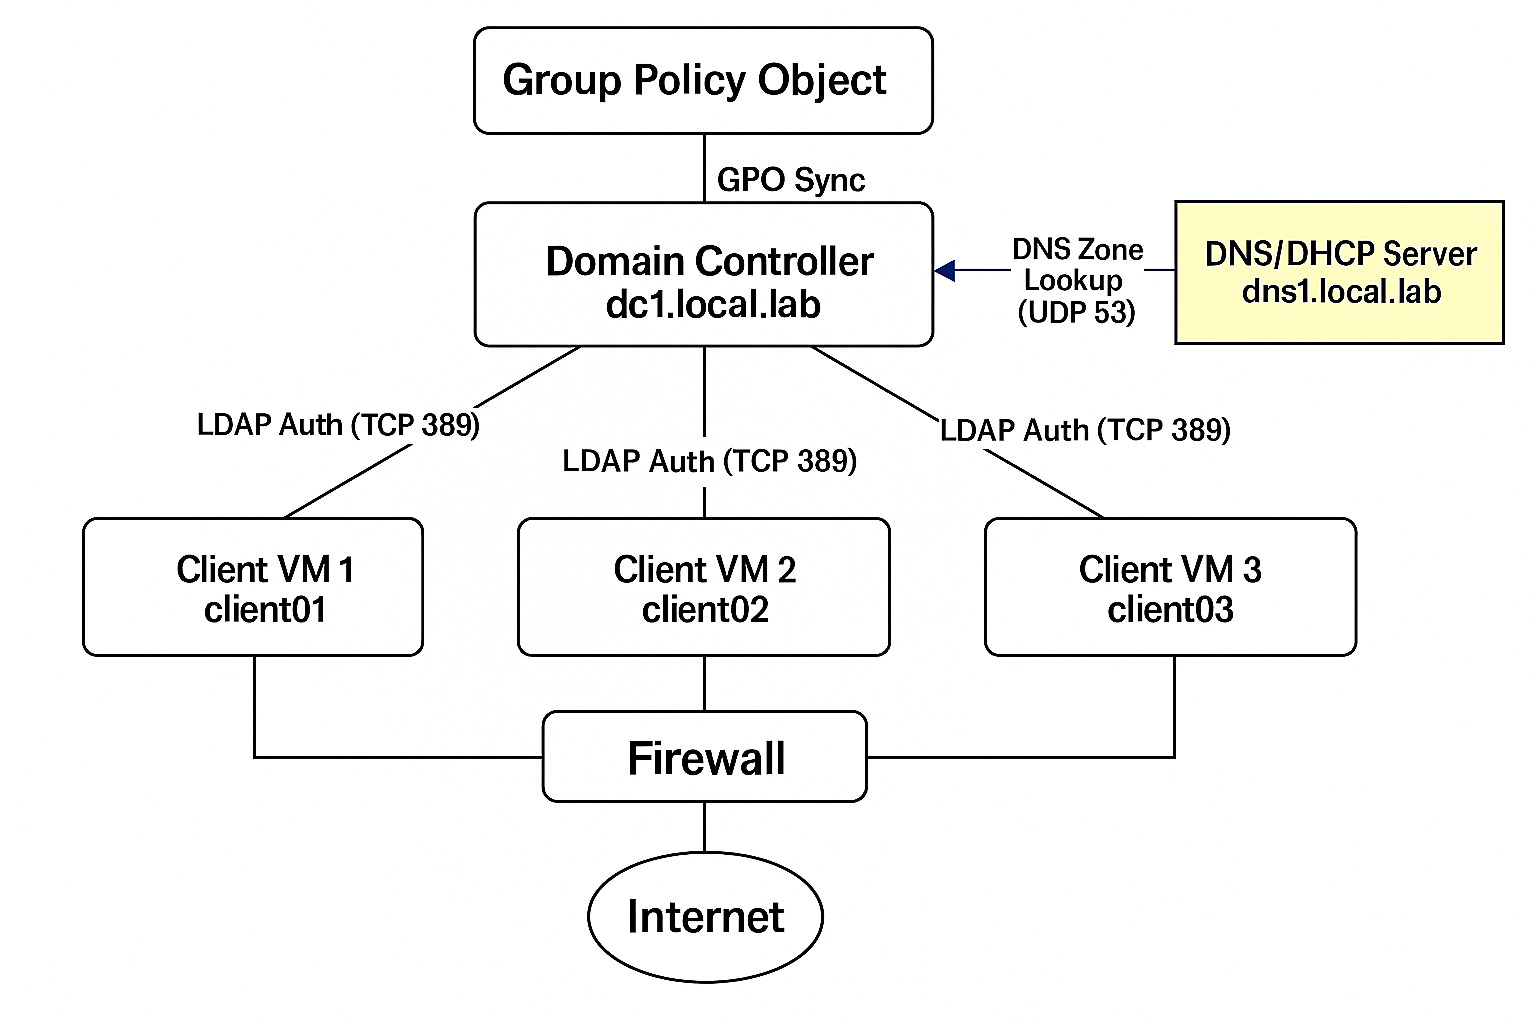 Group Policy Object
GPO Sync
Domain Controller
dc1.local.lab
DNS Zone
Lookup
(UDP 53)
DNS/DHCP Server
dns1.local.lab
LDAP Auth (TCP 389)
LDAP Auth (TCP 389)
LDAP Auth (TCP 389)
Client VM 1
client01
Client VM 2
client02
Client VM 3
client03
Firewall
Internet